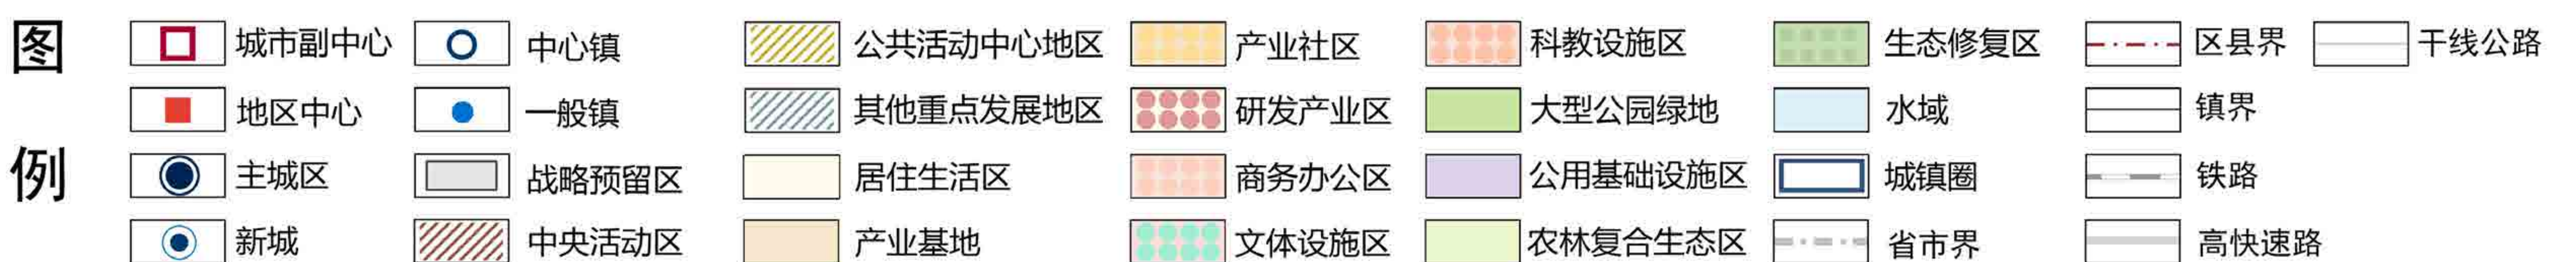 图 城市副中心 中心镇 公共活动中心地区 产业社区 科教设施区 生态修复区 区县界 干线公路
地区中心 一般镇 其他重点发展地区 研发产业区 大型公园绿地 水域 镇界
例 主城区 战略预留区 居住生活区 商务办公区 公用基础设施区 城镇圈 铁路
新城 中央活动区 产业基地 文体设施区 农林复合生态区 省市界 高快速路